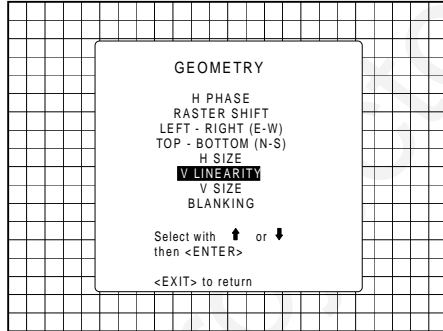 GEOMETRY
H PHASE
RASTER SHIFT
LEFT - RIGHT (E-W)
TOP - BOTTOM (N-S)
H SIZE
V LINEARITY
V SIZE
BLANKING
Select with ⬆ or ⬇
then <ENTER>
<EXIT> to return